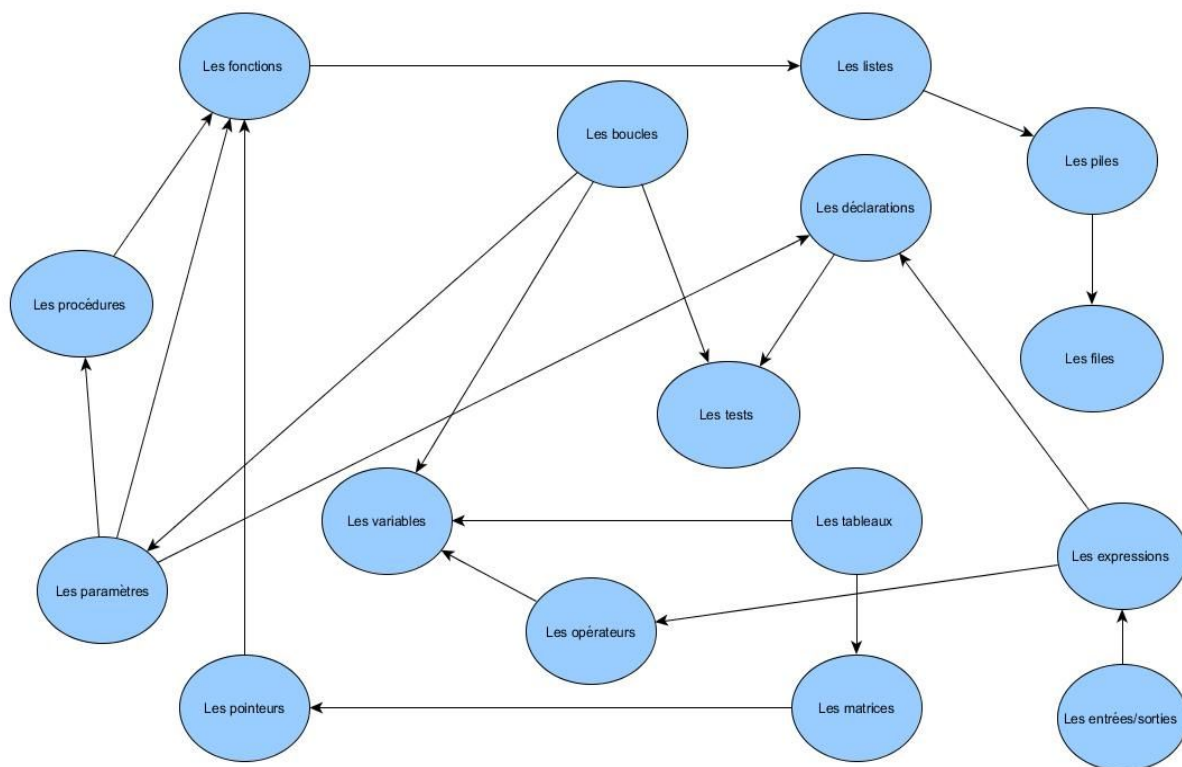 Les fonctions
Les listes
Les boucles
Les piles
Les déclarations
Les procédures
Les files
Les tests
Les variables
Les tableaux
Les expressions
Les paramètres
Les opérateurs
Les pointeurs
Les matrices
Les entrées/sorties